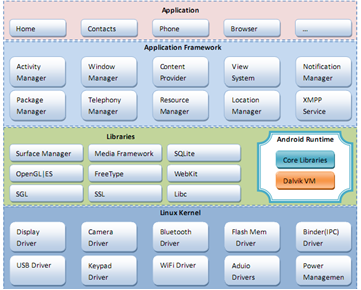 Application
Home Contacts Phone Browser ...
Application Framework
Activity Manager Window Manager Content Provider View System Notification Manager
Package Manager Telephony Manager Resource Manager Location Manager XMPP Service
Libraries
Surface Manager Media Framework SQLite
OpenGL|ES FreeType WebKit
SGL SSL Libc
Android Runtime
Core Libraries
Dalvik VM
Linux Kernel
Display Driver Camera Driver Bluetooth Driver Flash Mem Driver Binder(IPC) Driver
USB Driver Keypad Driver WiFi Driver Aduio Drivers Power Managemen